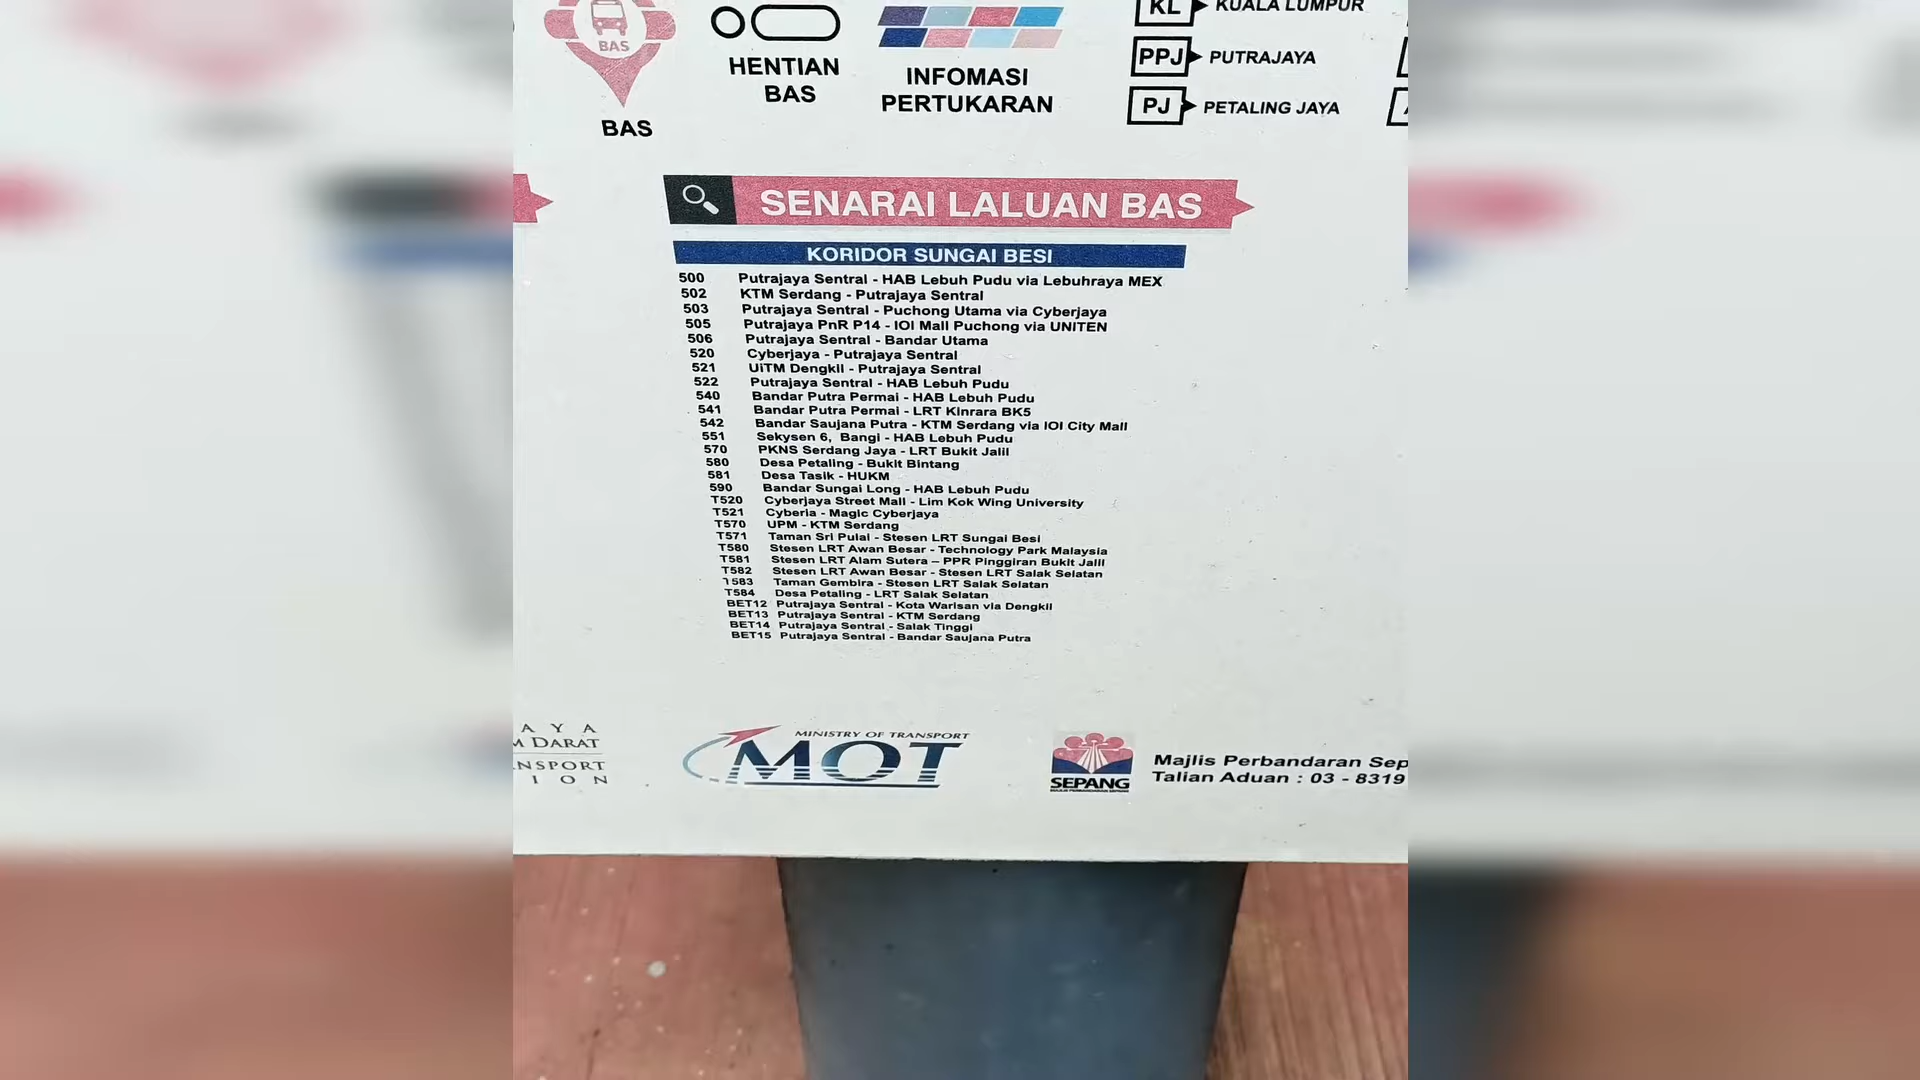 KL KUALA LUMPUR
BAS
HENTIAN
BAS
INFOMASI
PERTUKARAN
PPJ PUTRAJAYA
PJ PETALING JAYA
BAS
SENARAI LALUAN BAS
KORIDOR SUNGAI BESI
500 Putrajaya Sentral - HAB Lebuh Pudu via Lebuhraya MEX
502 KTM Serdang - Putrajaya Sentral
503 Putrajaya Sentral - Puchong Utama via Cyberjaya
505 Putrajaya PnR P14 - IOI Mall Puchong via UNITEN
506 Putrajaya Sentral - Bandar Utama
520 Cyberjaya - Putrajaya Sentral
521 UiTM Dengkil - Putrajaya Sentral
522 Putrajaya Sentral - HAB Lebuh Pudu
540 Bandar Putra Permai - HAB Lebuh Pudu
541 Bandar Putra Permai - LRT Kinrara BK5
542 Bandar Saujana Putra - KTM Serdang via IOI City Mall
551 Sekysen 6, Bangi - HAB Lebuh Pudu
570 PKNS Serdang Jaya - LRT Bukit Jalil
580 Desa Petaling - Bukit Bintang
581 Desa Tasik - HUKM
590 Bandar Sungai Long - HAB Lebuh Pudu
T520 Cyberjaya Street Mall - Lim Kok Wing University
T521 Cyberia - Magic Cyberjaya
T570 UPM - KTM Serdang
T571 Taman Sri Pulai - Stesen LRT Sungai Besi
T580 Stesen LRT Awan Besar - Technology Park Malaysia
T581 Stesen LRT Alam Sutera – PPR Pinggiran Bukit Jalil
T582 Stesen LRT Awan Besar - Stesen LRT Salak Selatan
T583 Taman Gembira - Stesen LRT Salak Selatan
T584 Desa Petaling - LRT Salak Selatan
BET12 Putrajaya Sentral - Kota Warisan via Dengkil
BET13 Putrajaya Sentral - KTM Serdang
BET14 Putrajaya Sentral - Salak Tinggi
BET15 Putrajaya Sentral - Bandar Saujana Putra
AYA
M DARAT
NSPORT
ION
MINISTRY OF TRANSPORT
MOT
SEPANG
Majlis Perbandaran Sep
Talian Aduan : 03 - 8319